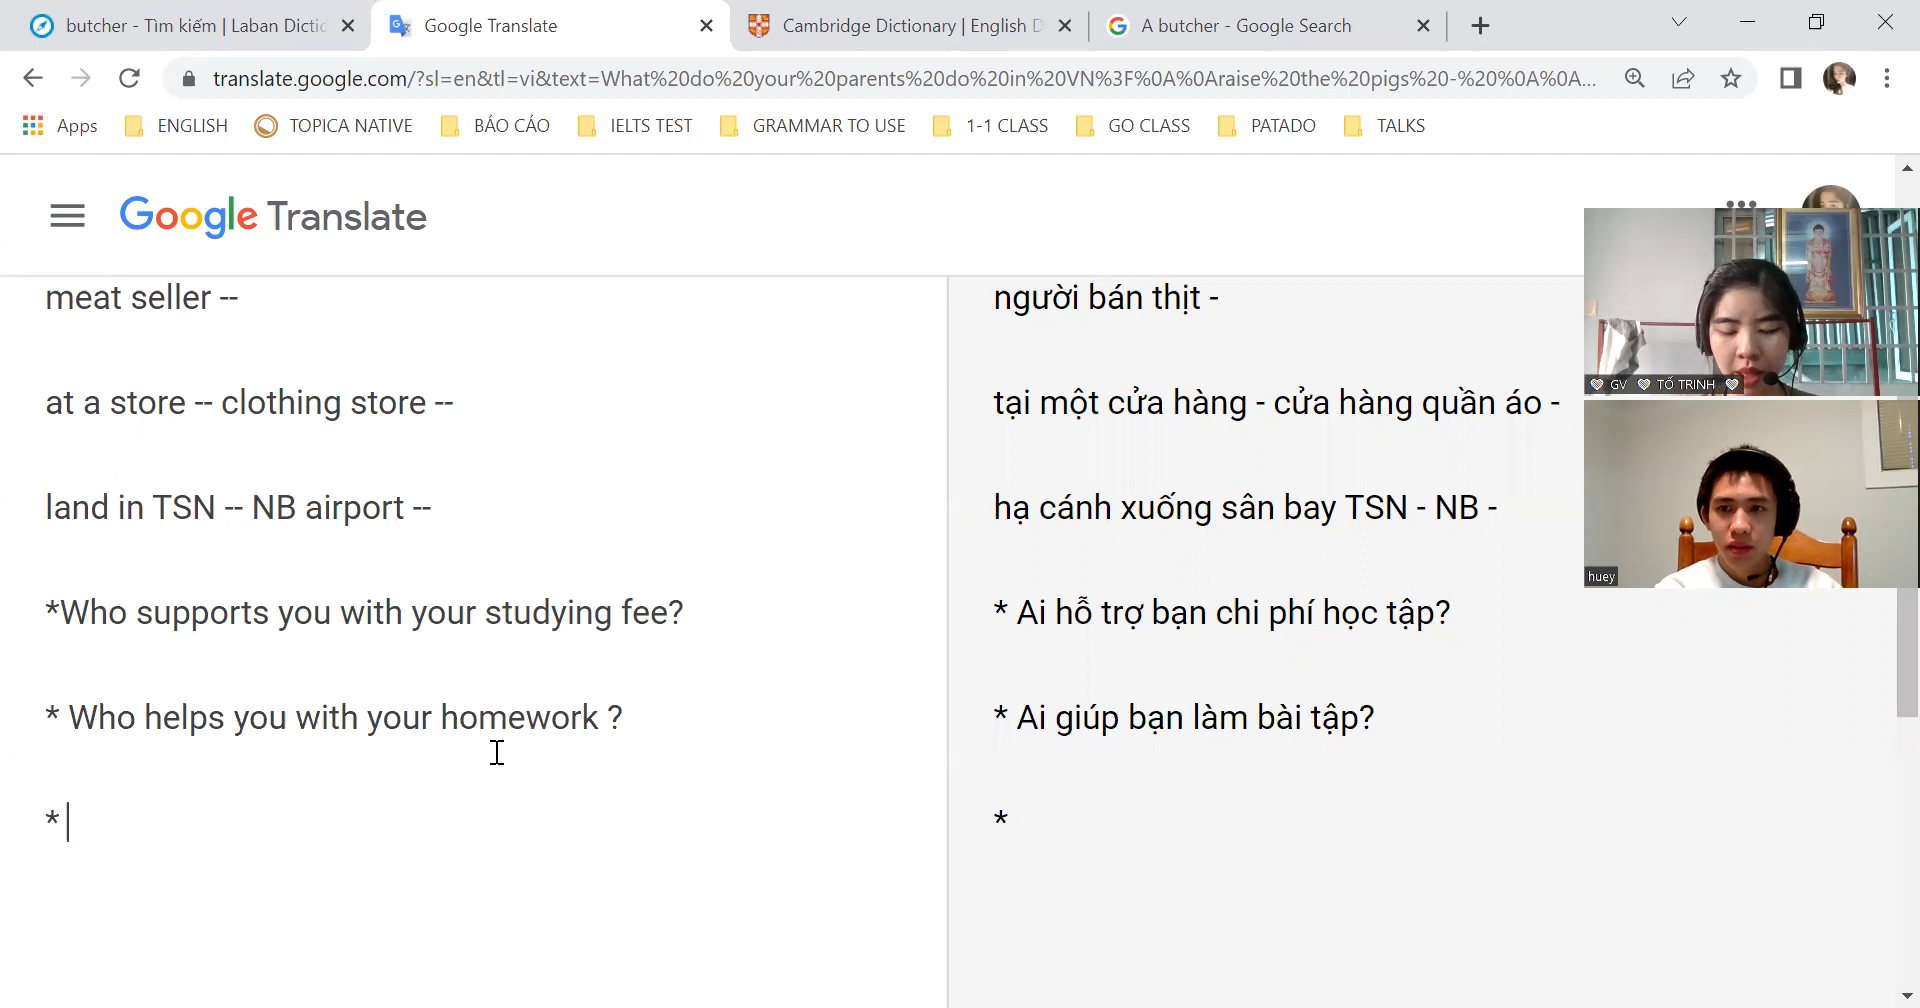 butcher - Tìm kiếm | Laban Dictic
Google Translate
Cambridge Dictionary | English D
A butcher - Google Search
translate.google.com/?sl=en&tl=vi&text=What%20do%20your%20parents%20do%20in%20VN%3F%0A%0Araise%20the%20pigs%20-%20%0A%0A...
Apps
ENGLISH
TOPICA NATIVE
BÁO CÁO
IELTS TEST
GRAMMAR TO USE
1-1 CLASS
GO CLASS
PATADO
TALKS
Google Translate
meat seller --
at a store -- clothing store --
land in TSN -- NB airport --
*Who supports you with your studying fee?
* Who helps you with your homework ?
*
người bán thịt -
tại một cửa hàng - cửa hàng quần áo -
hạ cánh xuống sân bay TSN - NB -
* Ai hỗ trợ bạn chi phí học tập?
* Ai giúp bạn làm bài tập?
*
GV TỐ TRINH
huey